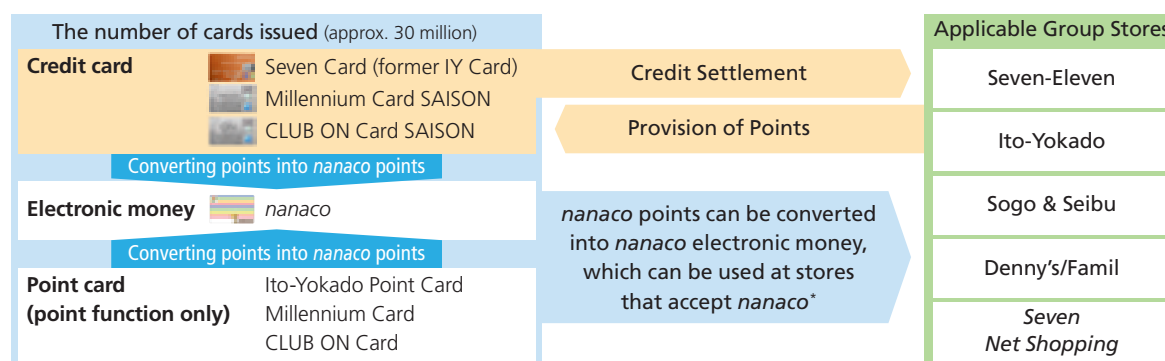 The number of cards issued (approx. 30 million)
Credit card
Seven Card (former IY Card)
Millennium Card SAISON
CLUB ON Card SAISON
Converting points into nanaco points
Electronic money
nanaco
Converting points into nanaco points
Point card
(point function only)
Ito-Yokado Point Card
Millennium Card
CLUB ON Card
Credit Settlement
Provision of Points
nanaco points can be converted
into nanaco electronic money,
which can be used at stores
that accept nanaco*
Applicable Group Stores
Seven-Eleven
Ito-Yokado
Sogo & Seibu
Denny's/Famil
Seven
Net Shopping